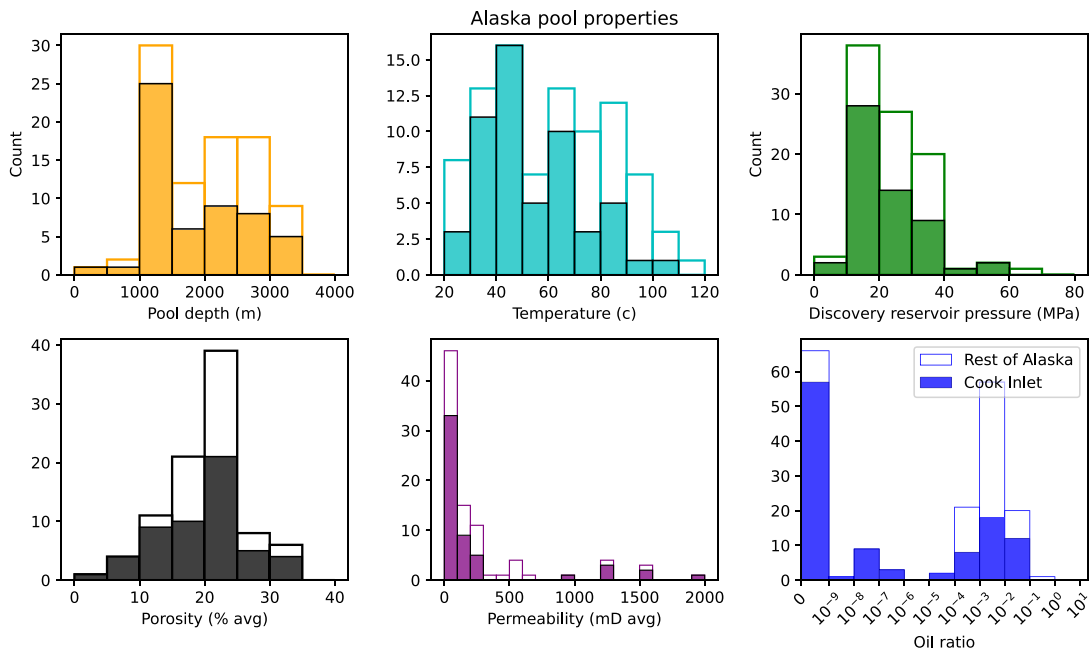 Alaska pool properties
Count
30
25
20
15
10
5
0
0 1000 2000 3000 4000
Pool depth (m)
15.0
12.5
10.0
7.5
5.0
2.5
0.0
20 40 60 80 100 120
Temperature (c)
Count
30
20
10
0
0 20 40 60 80
Discovery reservoir pressure (MPa)
40
30
20
10
0
0 10 20 30 40
Porosity (% avg)
40
30
20
10
0
0 500 1000 1500 2000
Permeability (mD avg)
Rest of Alaska
Cook Inlet
60
50
40
30
20
10
0
0 10⁻⁹ 10⁻⁸ 10⁻⁷ 10⁻⁶ 10⁻⁵ 10⁻⁴ 10⁻³ 10⁻² 10⁻¹ 10⁰ 10¹
Oil ratio